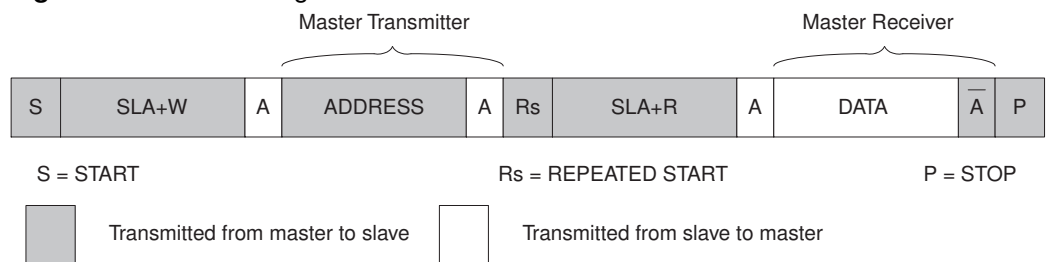 Master Transmitter Master Receiver
S SLA+W A ADDRESS A Rs SLA+R A DATA A̅ P
S = START Rs = REPEATED START P = STOP
Transmitted from master to slave Transmitted from slave to master